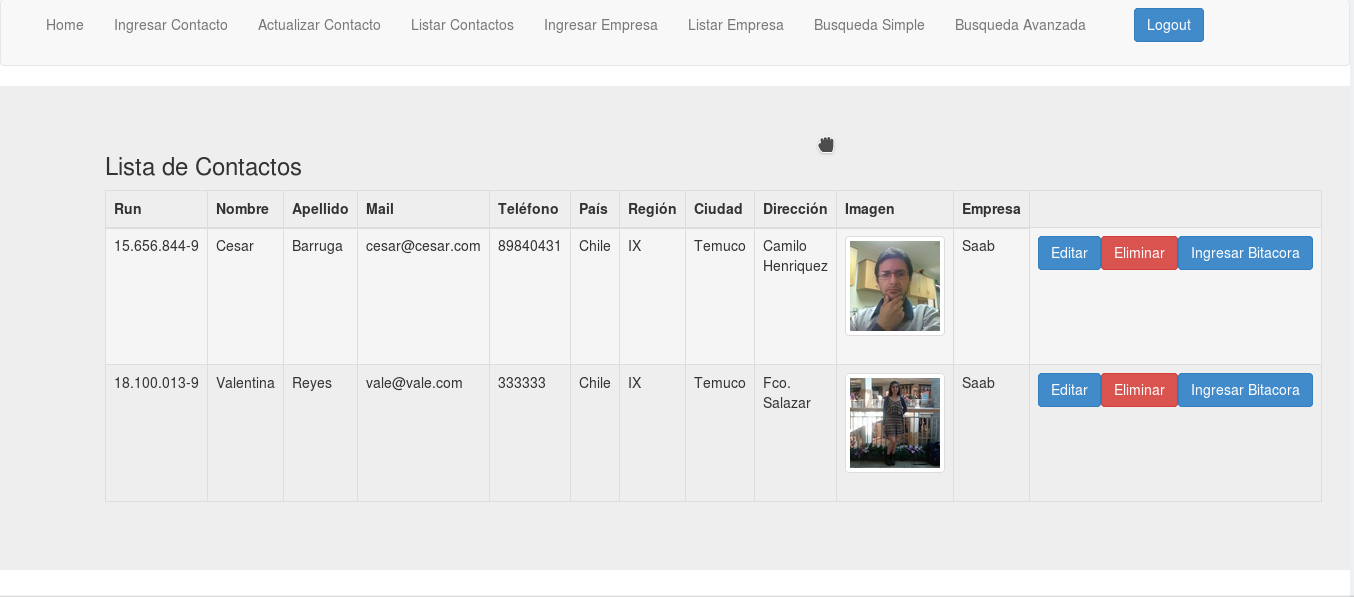 Home Ingresar Contacto Actualizar Contacto Listar Contactos Ingresar Empresa Listar Empresa Busqueda Simple Busqueda Avanzada Logout
Lista de Contactos
Run Nombre Apellido Mail Teléfono País Región Ciudad Dirección Imagen Empresa
15.656.844-9 Cesar Barruga cesar@cesar.com 89840431 Chile IX Temuco Camilo Saab Editar Eliminar Ingresar Bitacora
Henriquez
18.100.013-9 Valentina Reyes vale@vale.com 333333 Chile IX Temuco Fco. Saab Editar Eliminar Ingresar Bitacora
Salazar